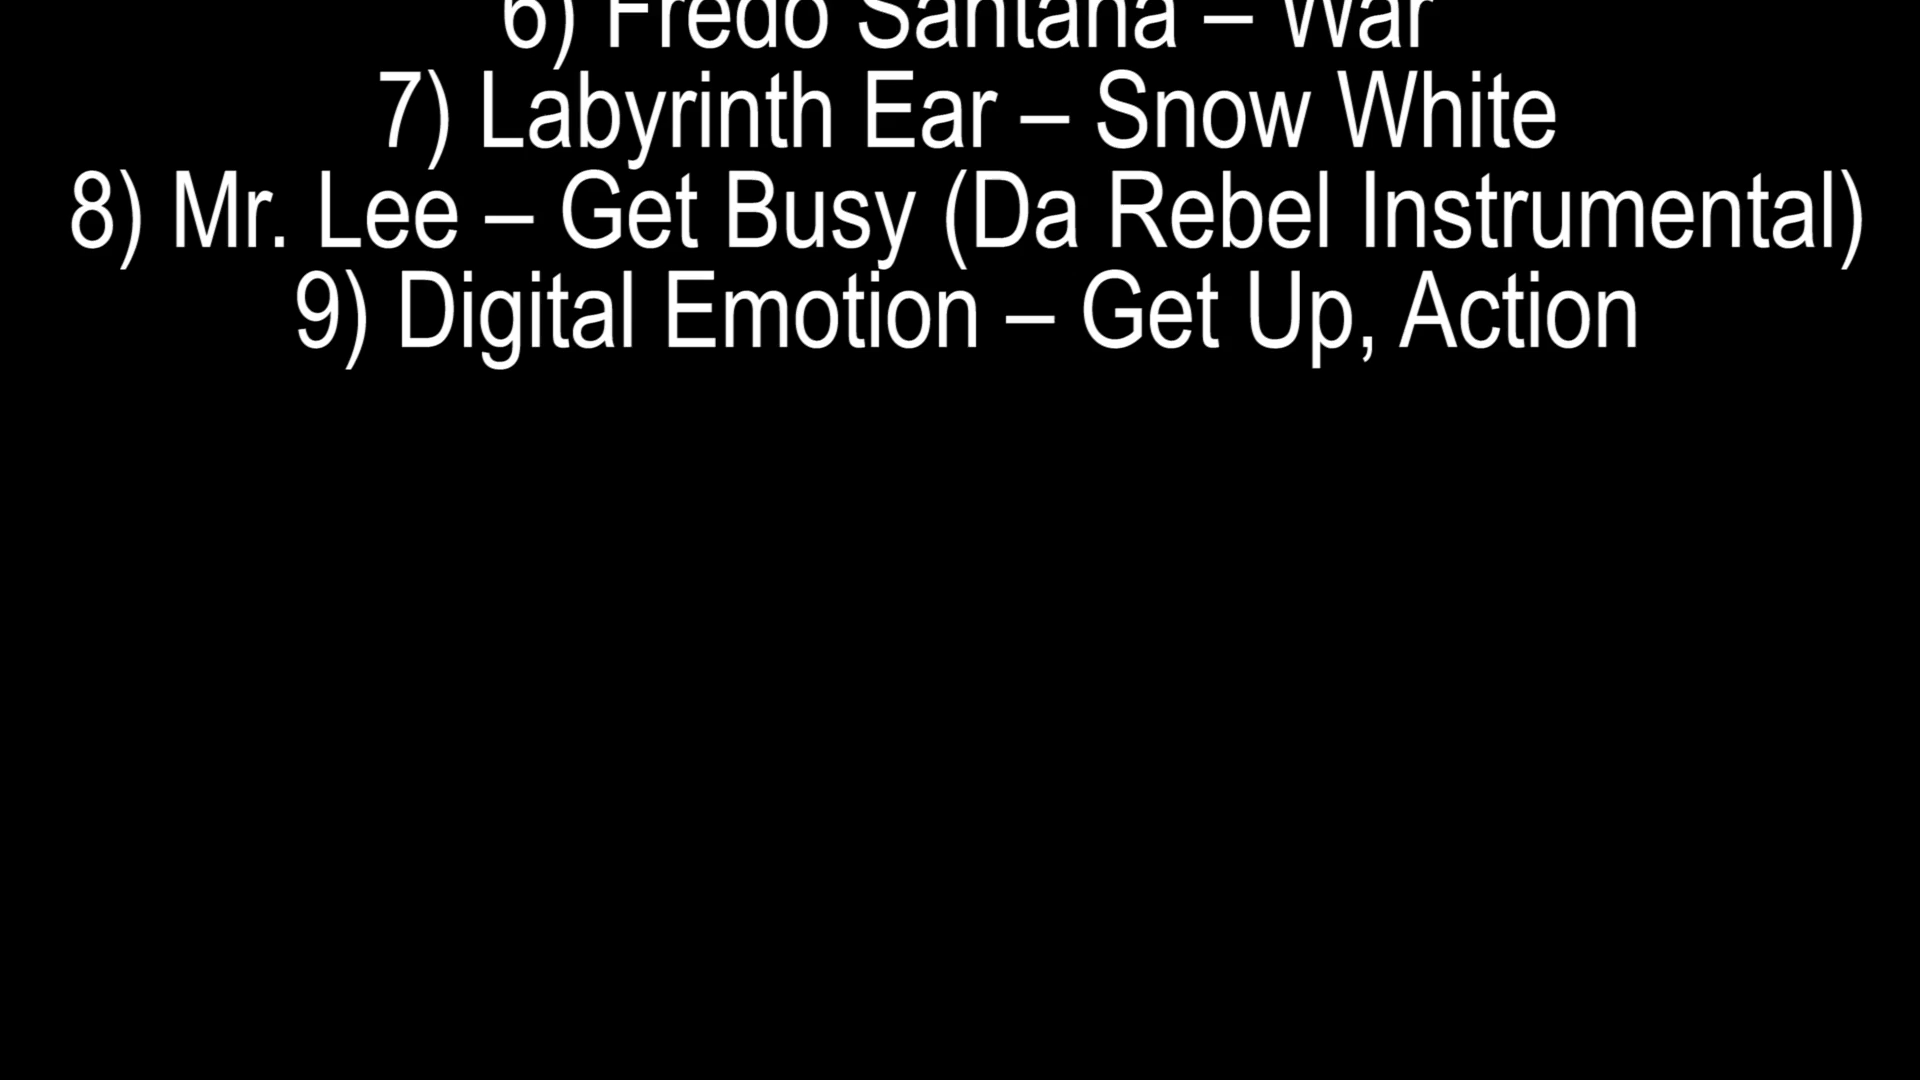 6) Fredo Santana – War
7) Labyrinth Ear – Snow White
8) Mr. Lee – Get Busy (Da Rebel Instrumental)
9) Digital Emotion – Get Up, Action